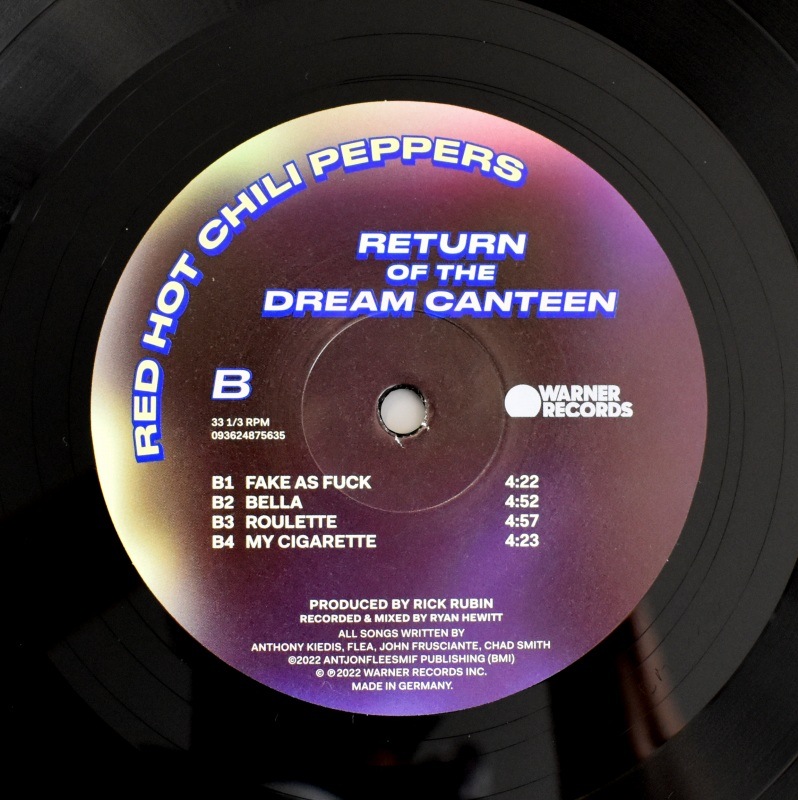 RED HOT CHILI PEPPERS
RETURN
OF THE
DREAM CANTEEN
B
33 1/3 RPM
093624875635
WARNER
RECORDS
B1 FAKE AS FUCK 4:22
B2 BELLA 4:52
B3 ROULETTE 4:57
B4 MY CIGARETTE 4:23
PRODUCED BY RICK RUBIN
RECORDED & MIXED BY RYAN HEWITT
ALL SONGS WRITTEN BY
ANTHONY KIEDIS, FLEA, JOHN FRUSCIANTE, CHAD SMITH
©2022 ANTJONFLEESMIF PUBLISHING (BMI)
© ℗2022 WARNER RECORDS INC.
MADE IN GERMANY.